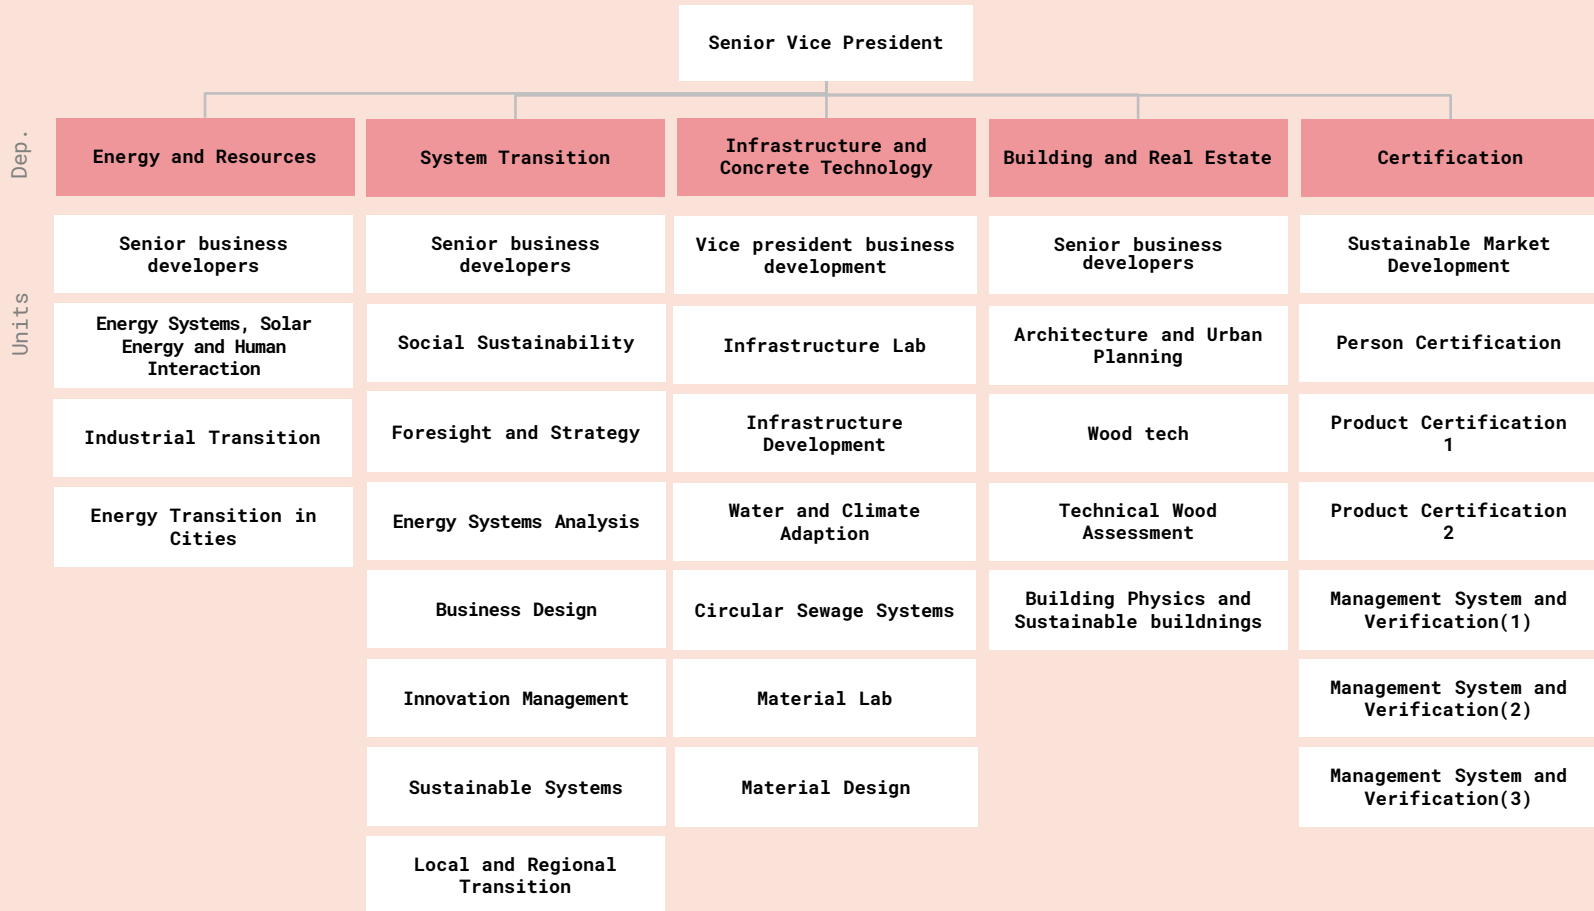 Senior Vice President
Dep.
Energy and Resources
System Transition
Infrastructure and
Concrete Technology
Building and Real Estate
Certification
Units
Senior business
developers
Energy Systems, Solar
Energy and Human
Interaction
Industrial Transition
Energy Transition in
Cities
Senior business
developers
Social Sustainability
Foresight and Strategy
Energy Systems Analysis
Business Design
Innovation Management
Sustainable Systems
Local and Regional
Transition
Vice president business
development
Infrastructure Lab
Infrastructure
Development
Water and Climate
Adaption
Circular Sewage Systems
Material Lab
Material Design
Senior business
developers
Architecture and Urban
Planning
Wood tech
Technical Wood
Assessment
Building Physics and
Sustainable buildnings
Sustainable Market
Development
Person Certification
Product Certification
1
Product Certification
2
Management System and
Verification(1)
Management System and
Verification(2)
Management System and
Verification(3)